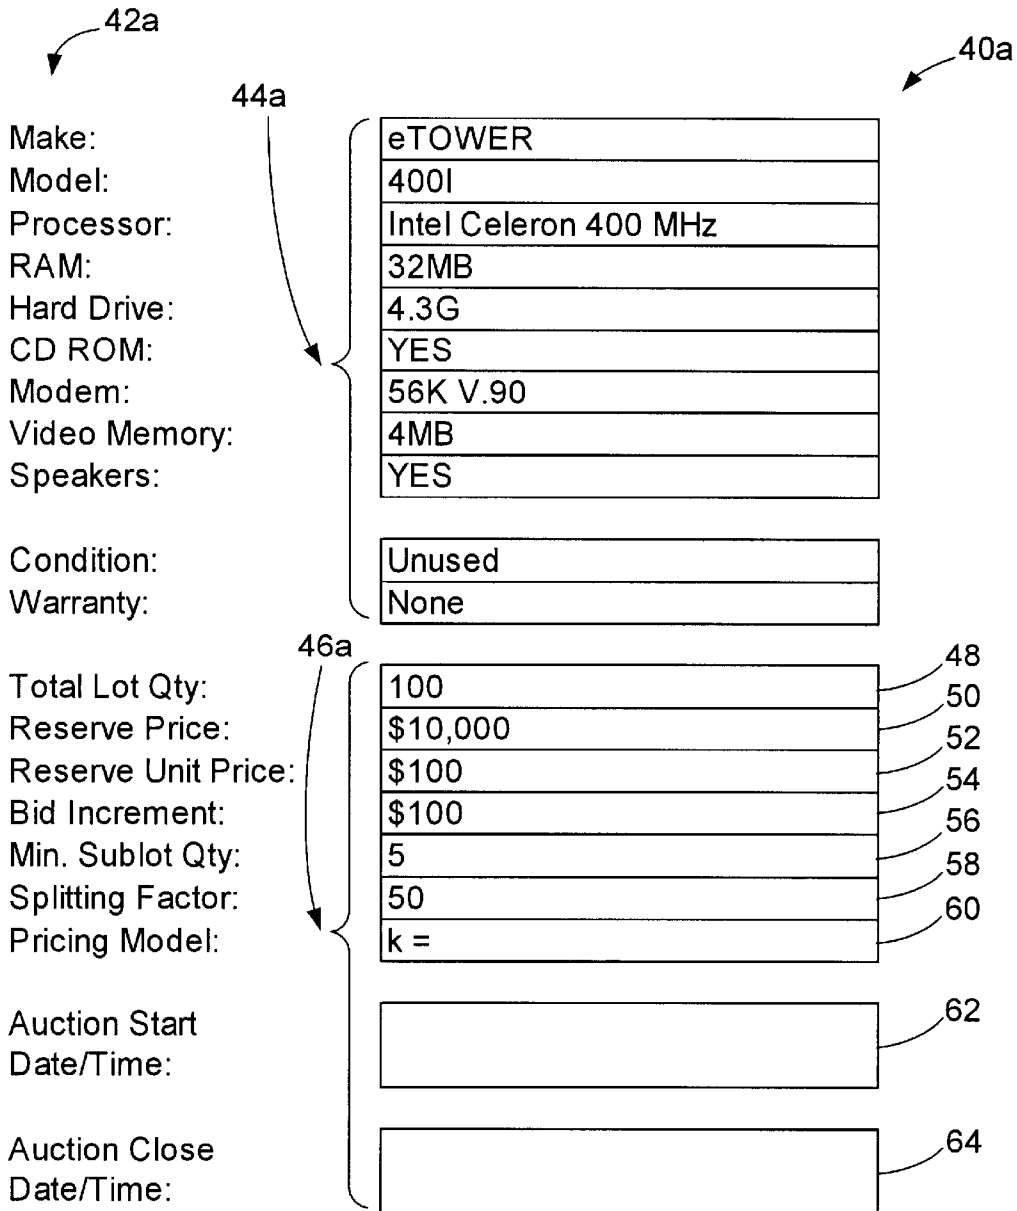 42a
40a
44a
Make: eTOWER
Model: 400I
Processor: Intel Celeron 400 MHz
RAM: 32MB
Hard Drive: 4.3G
CD ROM: YES
Modem: 56K V.90
Video Memory: 4MB
Speakers: YES
Condition: Unused
Warranty: None
46a
Total Lot Qty: 100 48
Reserve Price: $10,000 50
Reserve Unit Price: $100 52
Bid Increment: $100 54
Min. Sublot Qty: 5 56
Splitting Factor: 50 58
Pricing Model: k = 60
Auction Start 62
Date/Time:
Auction Close 64
Date/Time: